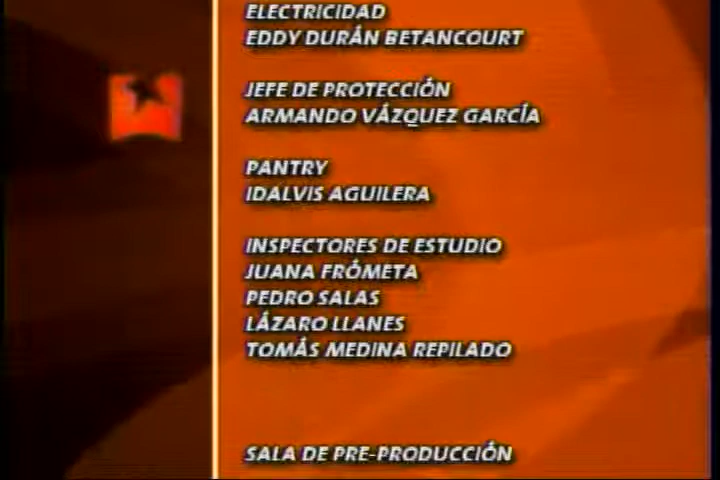 ELECTRICIDAD
EDDY DURÁN BETANCOURT
JEFE DE PROTECCIÓN
ARMANDO VÁZQUEZ GARCÍA
PANTRY
IDALVIS AGUILERA
INSPECTORES DE ESTUDIO
JUANA FRÓMETA
PEDRO SALAS
LÁZARO LLANES
TOMÁS MEDINA REPILADO
SALA DE PRE-PRODUCCIÓN